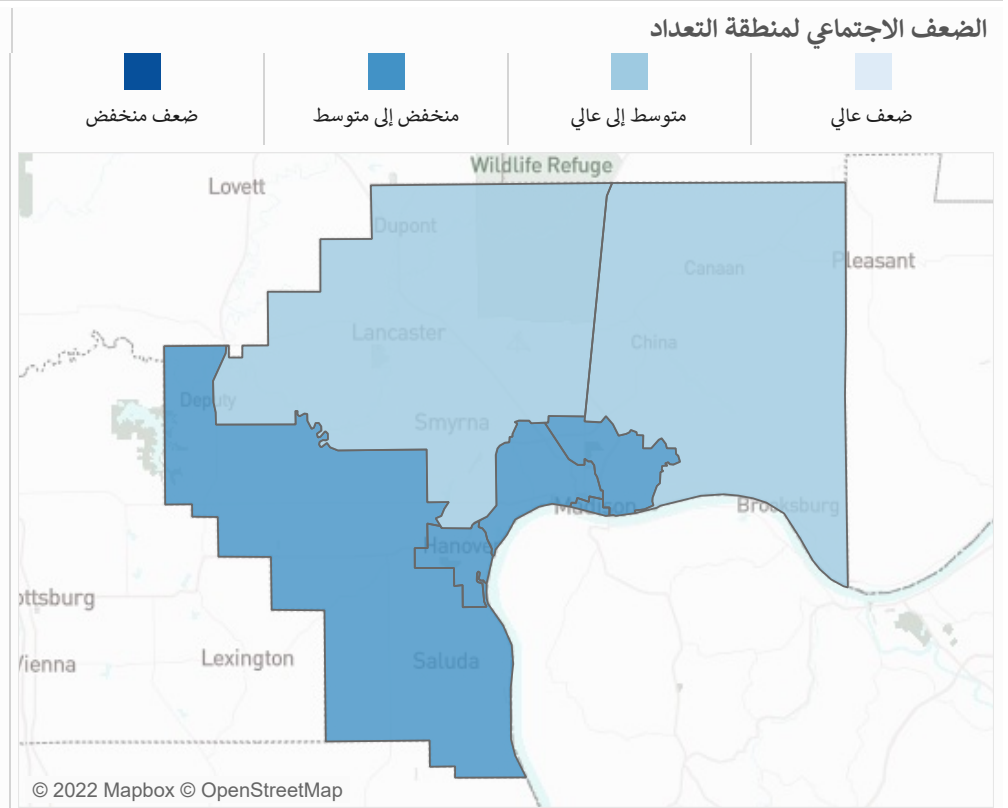 الضعف الاجتماعي لمنطقة التعداد
ضعف عالي
متوسط إلى عالي
منخفض إلى متوسط
ضعف منخفض
Wildlife Refuge
Lovett
Dupont
Pleasant
Canaan
Lancaster
China
Deputy
Smyrna
Madison
Brooksburg
Hanover
ottsburg
Vienna
Lexington
Saluda
© 2022 Mapbox © OpenStreetMap